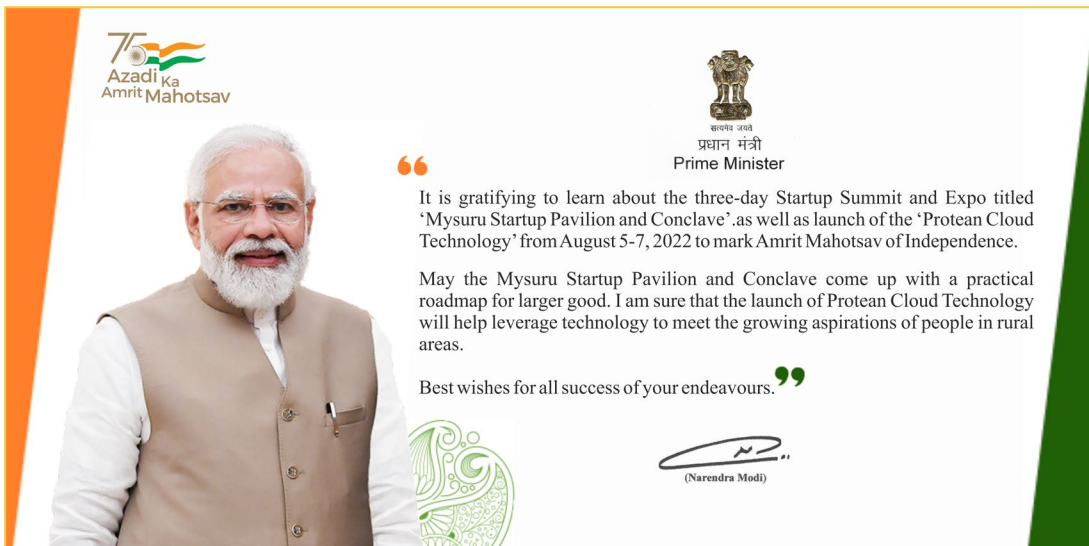 75
Azadi Ka
Amrit Mahotsav
सत्यमेव जयते
प्रधान मंत्री
Prime Minister
“
It is gratifying to learn about the three-day Startup Summit and Expo titled
‘Mysuru Startup Pavilion and Conclave’.as well as launch of the ‘Protean Cloud
Technology’ from August 5-7, 2022 to mark Amrit Mahotsav of Independence.
May the Mysuru Startup Pavilion and Conclave come up with a practical
roadmap for larger good. I am sure that the launch of Protean Cloud Technology
will help leverage technology to meet the growing aspirations of people in rural
areas.
Best wishes for all success of your endeavours.”
(Narendra Modi)